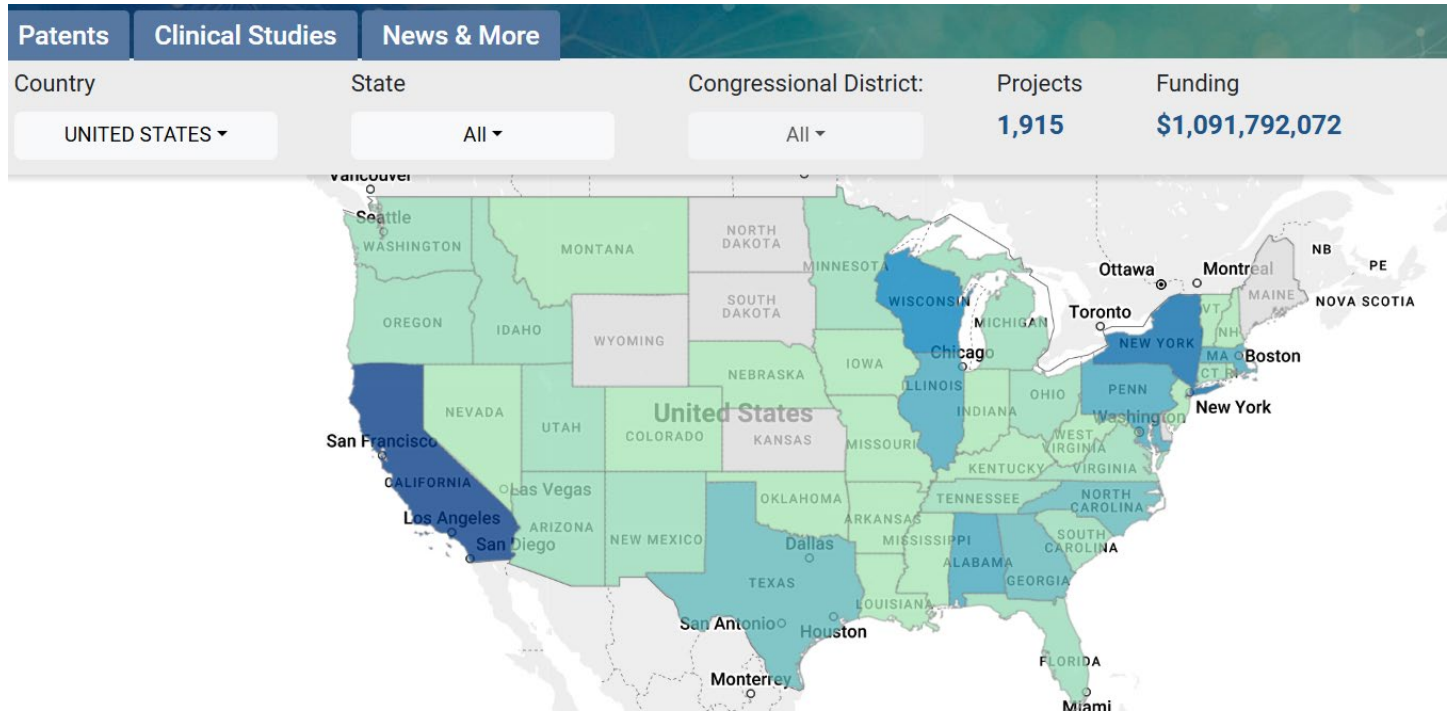 Patents Clinical Studies News & More
Country State Congressional District: Projects Funding
UNITED STATES All All 1,915 $1,091,792,072
Vancouver
Seattle
WASHINGTON
MONTANA
NORTH
DAKOTA
MINNESOTA
Ottawa
Montreal
NB
PE
MAINE
NOVA SCOTIA
OREGON
IDAHO
SOUTH
DAKOTA
WISCONSIN
MICHIGAN
Toronto
VT
NH
WYOMING
NEW YORK
MA
Boston
CT
RI
Chicago
IOWA
NEBRASKA
ILLINOIS
INDIANA
OHIO
PENN
New York
Washington
NEVADA
UTAH
COLORADO
United States
KANSAS
MISSOURI
WEST
VIRGINIA
San Francisco
CALIFORNIA
Las Vegas
KENTUCKY
VIRGINIA
Los Angeles
ARIZONA
NEW MEXICO
OKLAHOMA
ARKANSAS
TENNESSEE
NORTH
CAROLINA
San Diego
Dallas
MISSISSIPPI
ALABAMA
SOUTH
CAROLINA
GEORGIA
TEXAS
LOUISIANA
San Antonio
Houston
FLORIDA
Monterrey
Miami